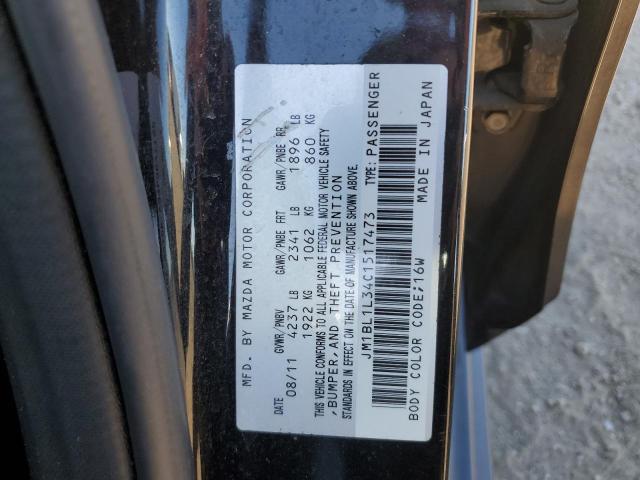 MFD. BY MAZDA MOTOR CORPORATION
DATE GVWR/PNBV GAWR/PNBE FRT GAWR/PNBE RR
08/11 4237 LB 2341 LB 1896 LB
1922 KG 1062 KG 860 KG
THIS VEHICLE CONFORMS TO ALL APPLICABLE FEDERAL MOTOR VEHICLE SAFETY
,BUMPER,AND THEFT PREVENTION
STANDARDS IN EFFECT ON THE DATE OF MANUFACTURE SHOWN ABOVE.
JM1BL1L34C1517473 TYPE: PASSENGER
BODY COLOR CODE:16W MADE IN JAPAN